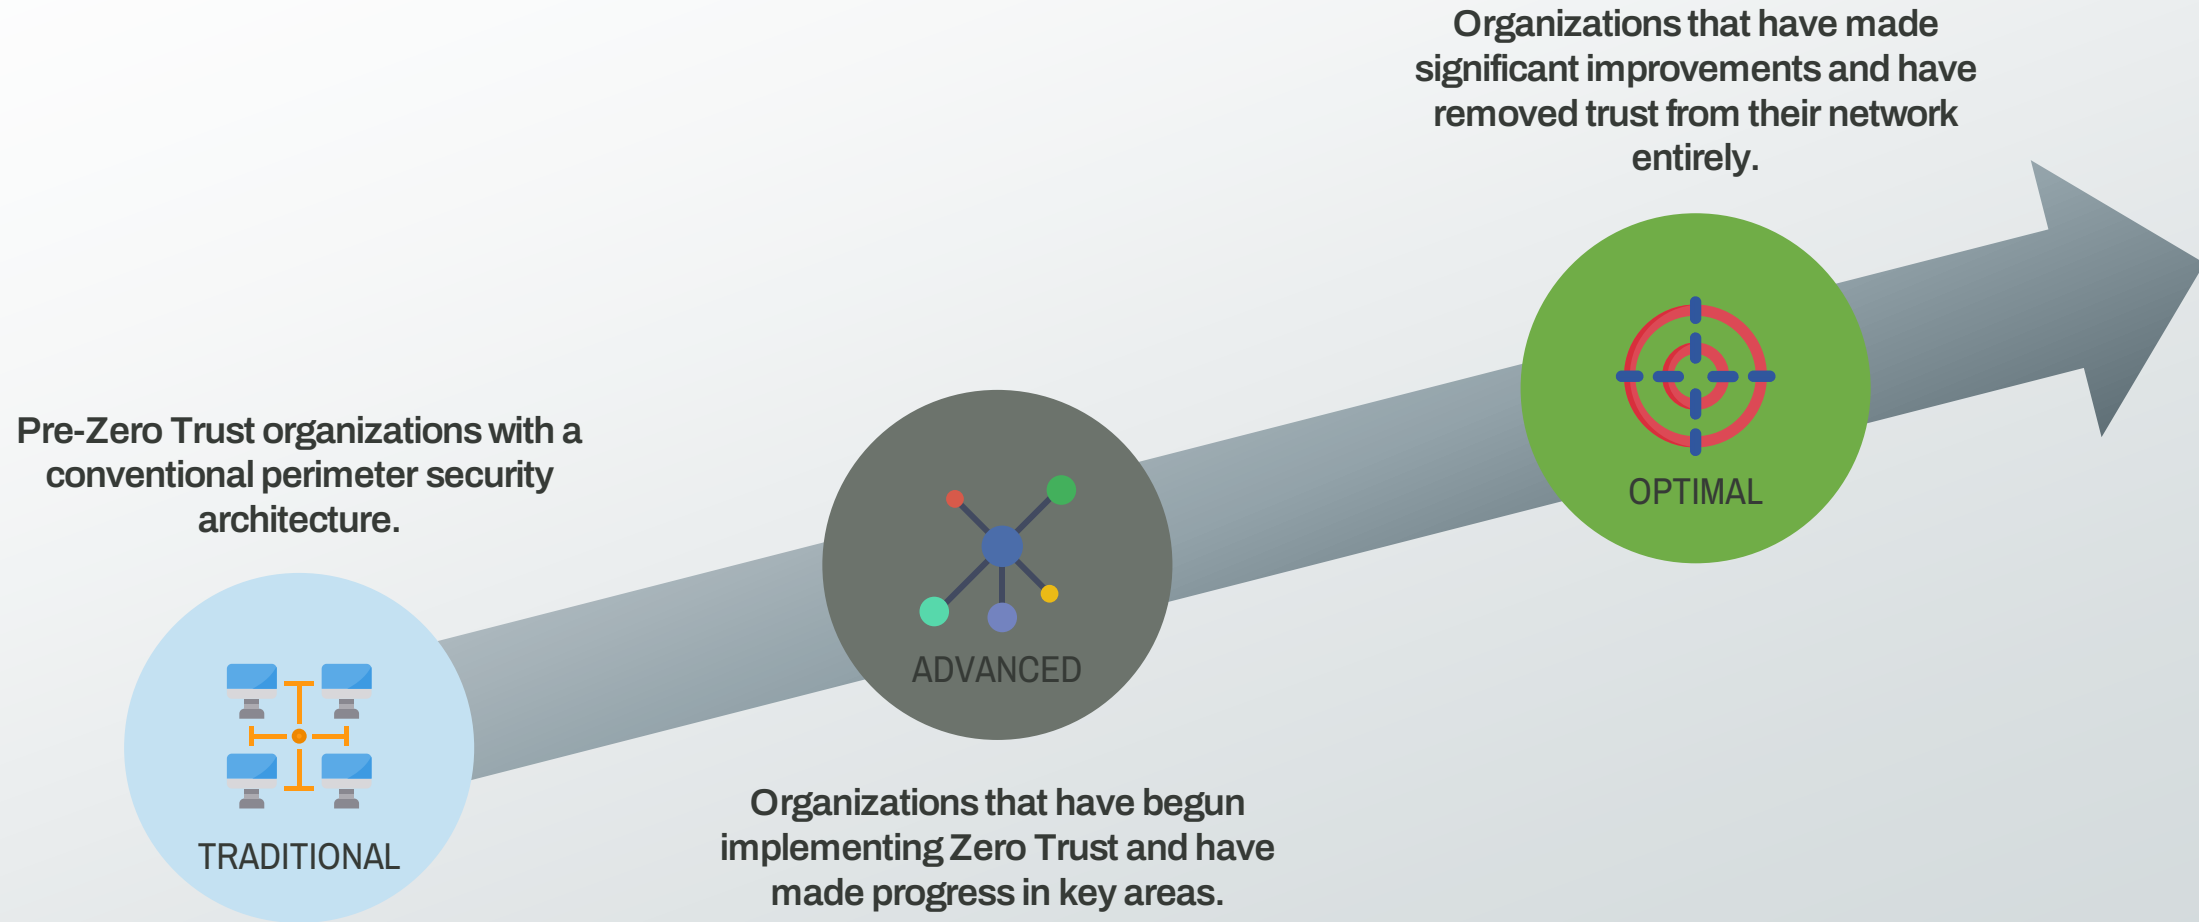 Organizations that have made
significant improvements and have
removed trust from their network
entirely.
OPTIMAL
Pre-Zero Trust organizations with a
conventional perimeter security
architecture.
TRADITIONAL
ADVANCED
Organizations that have begun
implementing Zero Trust and have
made progress in key areas.